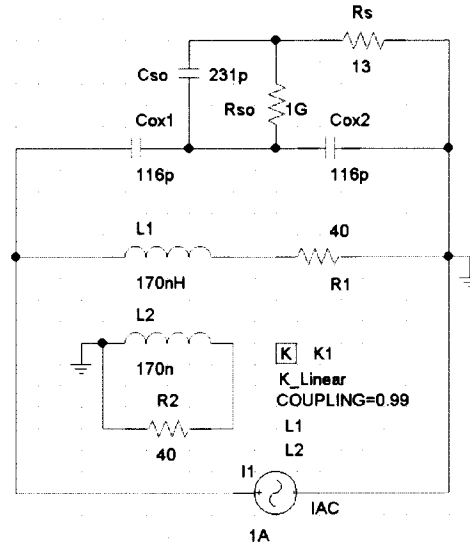 Rs
13
Cso
231p
Rso
1G
Cox1
116p
Cox2
116p
L1
170nH
40
R1
L2
170n
R2
40
K K1
K_Linear
COUPLING=0.99
L1
L2
I1
IAC
1A